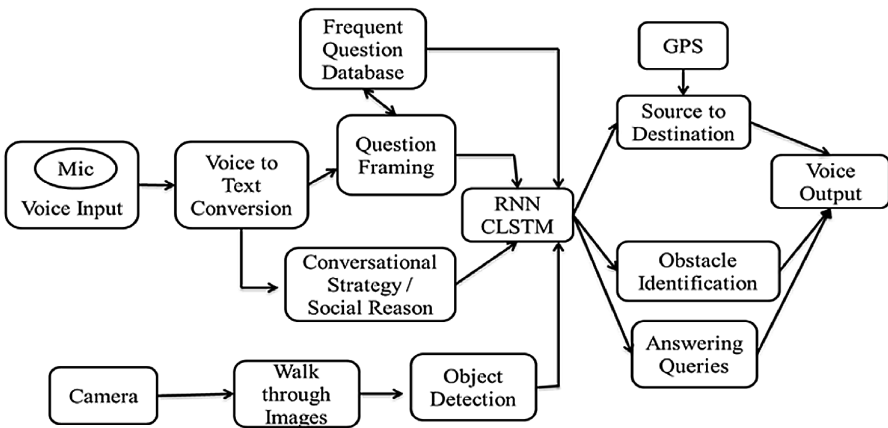 Frequent
Question
Database
GPS
Source to
Destination
Question
Framing
Mic
Voice Input
Voice to
Text
Conversion
Voice
Output
RNN
CLSTM
Conversational
Strategy /
Social Reason
Obstacle
Identification
Answering
Queries
Camera
Walk
through
Images
Object
Detection